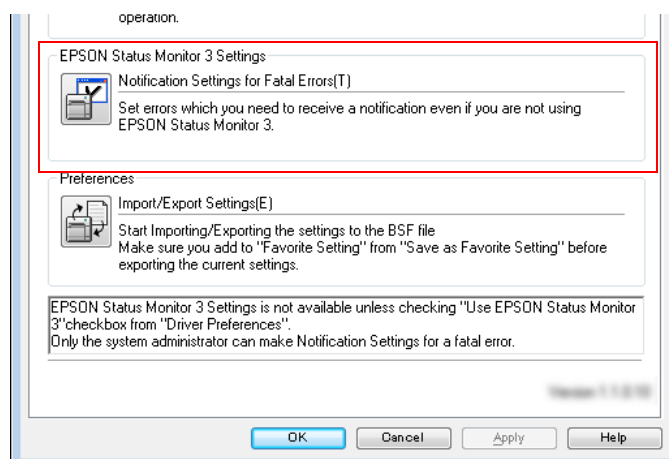 operation.
EPSON Status Monitor 3 Settings
Notification Settings for Fatal Errors(T)
Set errors which you need to receive a notification even if you are not using
EPSON Status Monitor 3.
Preferences
Import/Export Settings(E)
Start Importing/Exporting the settings to the BSF file
Make sure you add to "Favorite Setting" from "Save as Favorite Setting" before
exporting the current settings.
EPSON Status Monitor 3 Settings is not available unless checking "Use EPSON Status Monitor
3"checkbox from "Driver Preferences".
Only the system administrator can make Notification Settings for a fatal error.
OK Cancel Apply Help